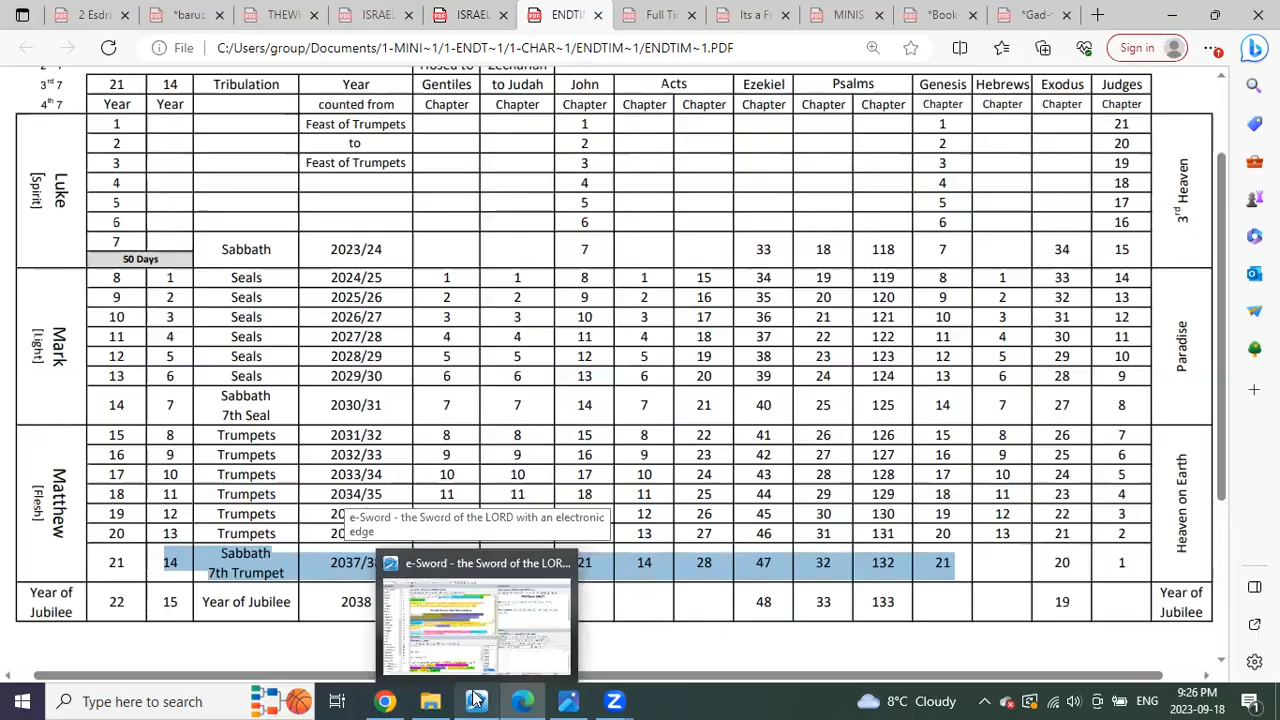 2 Esdra
*baruc
THEWI
ISRAEL
ISRAEL
ENDTIM
Full Ti
Its a F
MINIS
*Book
*Gad-
File C:/Users/group/Documents/1-MINI~1/1-ENDT~1/1-CHAR~1/ENDTIM~1/ENDTIM~1.PDF Sign in
Hosea to Zechariah
3rd 7 21 14 Tribulation Year Gentiles to Judah John Acts Ezekiel Psalms Genesis Hebrews Exodus Judges
4th 7 Year Year counted from Chapter Chapter Chapter Chapter Chapter Chapter Chapter Chapter Chapter Chapter Chapter Chapter
Luke
[Spirit]
1 Feast of Trumpets 1 1 21
2 to 2 2 20
3 Feast of Trumpets 3 3 19
4 4 4 18
5 5 5 17
6 6 6 16
7 Sabbath 2023/24 7 33 18 118 7 34 15
50 Days
3rd Heaven
Mark
[Light]
8 1 Seals 2024/25 1 1 8 1 15 34 19 119 8 1 33 14
9 2 Seals 2025/26 2 2 9 2 16 35 20 120 9 2 32 13
10 3 Seals 2026/27 3 3 10 3 17 36 21 121 10 3 31 12
11 4 Seals 2027/28 4 4 11 4 18 37 22 122 11 4 30 11
12 5 Seals 2028/29 5 5 12 5 19 38 23 123 12 5 29 10
13 6 Seals 2029/30 6 6 13 6 20 39 24 124 13 6 28 9
14 7 Sabbath 2030/31 7 7 14 7 21 40 25 125 14 7 27 8
7th Seal
Paradise
Matthew
[Flesh]
15 8 Trumpets 2031/32 8 8 15 8 22 41 26 126 15 8 26 7
16 9 Trumpets 2032/33 9 9 16 9 23 42 27 127 16 9 25 6
17 10 Trumpets 2033/34 10 10 17 10 24 43 28 128 17 10 24 5
18 11 Trumpets 2034/35 11 11 18 11 25 44 29 129 18 11 23 4
19 12 Trumpets 12 26 45 30 130 19 12 22 3
20 13 Trumpets 13 27 46 31 131 20 13 21 2
21 14 Sabbath 2037/38 21 14 28 47 32 132 21 20 1
7th Trumpet
Heaven on Earth
Year of
Jubilee
22 15 Year of Jubilee 2038 48 33 133 19
Year of
Jubilee
e-Sword - the Sword of the LORD with an electronic
edge
e-Sword - the Sword of the LOR...
Type here to search
8°C Cloudy
9:26 PM
2023-09-18